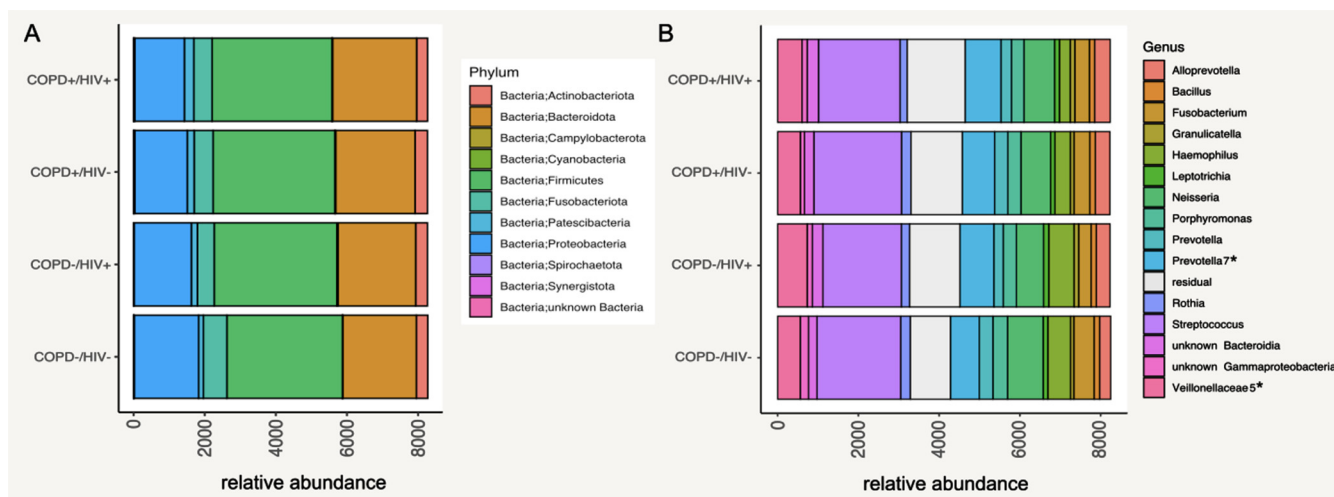 A
COPD+/HIV+
COPD+/HIV-
COPD-/HIV+
COPD-/HIV-
0
2000
4000
6000
8000
relative abundance
Phylum
Bacteria;Actinobacteriota
Bacteria;Bacteroidota
Bacteria;Campylobacterota
Bacteria;Cyanobacteria
Bacteria;Firmicutes
Bacteria;Fusobacteriota
Bacteria;Patescibacteria
Bacteria;Proteobacteria
Bacteria;Spirochaetota
Bacteria;Synergistota
Bacteria;unknown Bacteria
B
COPD+/HIV+
COPD+/HIV-
COPD-/HIV+
COPD-/HIV-
0
2000
4000
6000
8000
relative abundance
Genus
Alloprevotella
Bacillus
Fusobacterium
Granulicatella
Haemophilus
Leptotrichia
Neisseria
Porphyromonas
Prevotella
Prevotella7*
residual
Rothia
Streptococcus
unknown Bacteroidia
unknown Gammaproteobacteria
Veillonellaceae5*